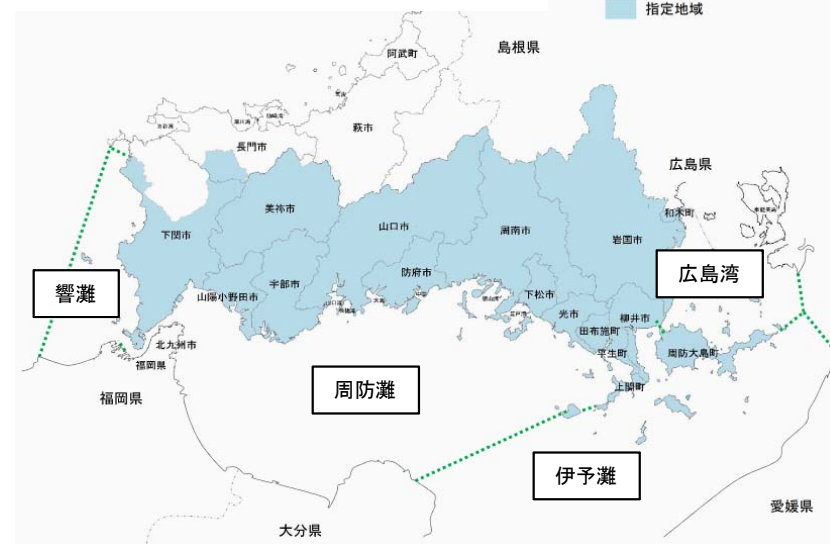 指定地域
島根県
阿武町
萩市
長門市
広島県
和木町
美祢市
山口市
周南市
下関市
岩国市
防府市
広島湾
響灘
宇部市
山陽小野田市
下松市
光市
柳井市
田布施町
北九州市
福岡県
平生町
周防大島町
上関町
福岡県
周防灘
伊予灘
愛媛県
大分県